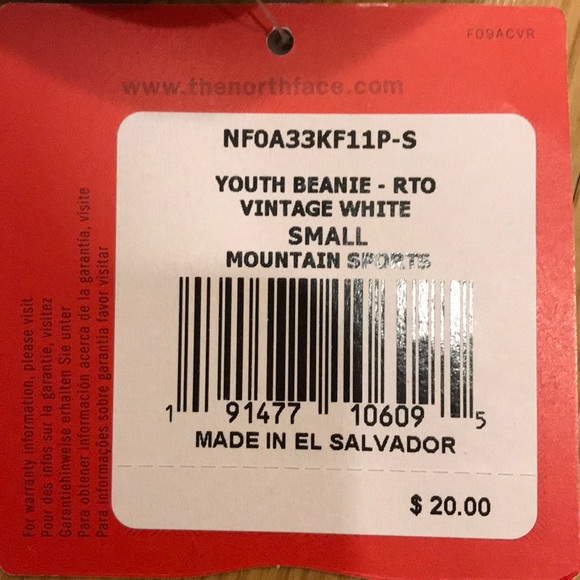 F09ACVR
www.thenorthface.com
NF0A33KF11P-S
YOUTH BEANIE - RTO
VINTAGE WHITE
SMALL
MOUNTAIN SPORTS
1 91477 10609 5
MADE IN EL SALVADOR
$ 20.00
For warranty information, please visit
Pour des infos sur la garantie, visitez
Garantiehinweise erhalten Sie unter
Para obtener información acerca de la garantía, visite
Para informações sobre garantia favor visitar